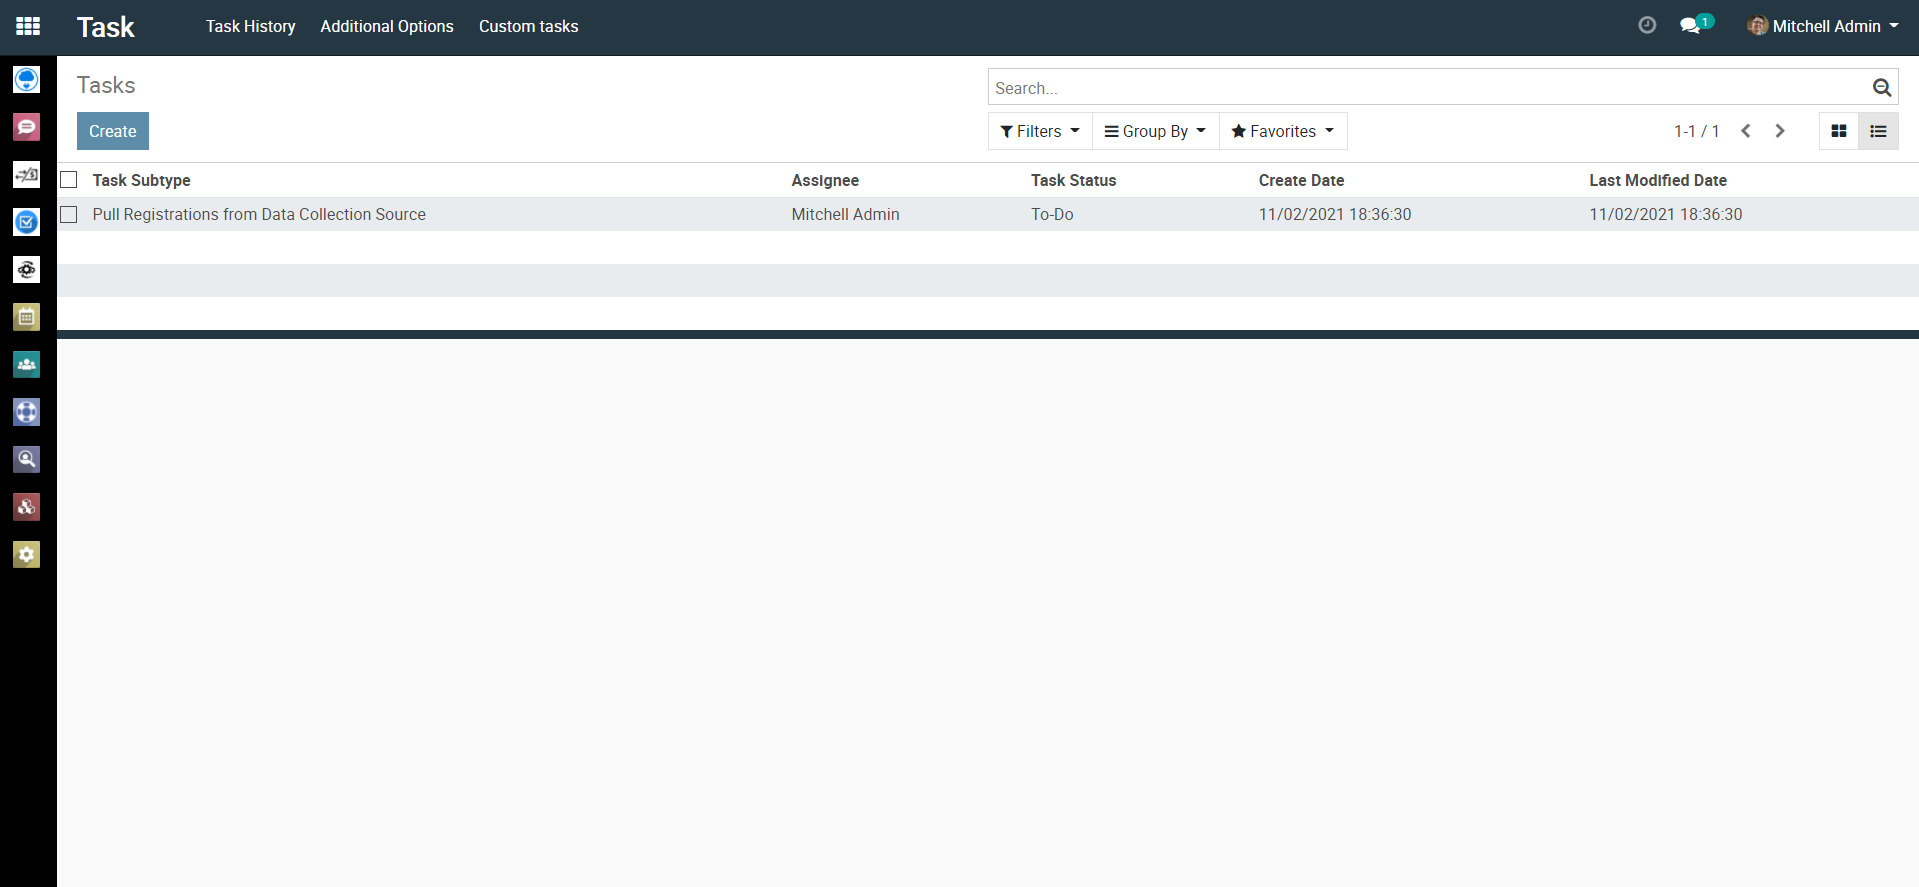 Task Task History Additional Options Custom tasks 1 Mitchell Admin
Tasks
Search...
Create
Filters Group By Favorites 1-1 / 1
Task Subtype Assignee Task Status Create Date Last Modified Date
Pull Registrations from Data Collection Source Mitchell Admin To-Do 11/02/2021 18:36:30 11/02/2021 18:36:30